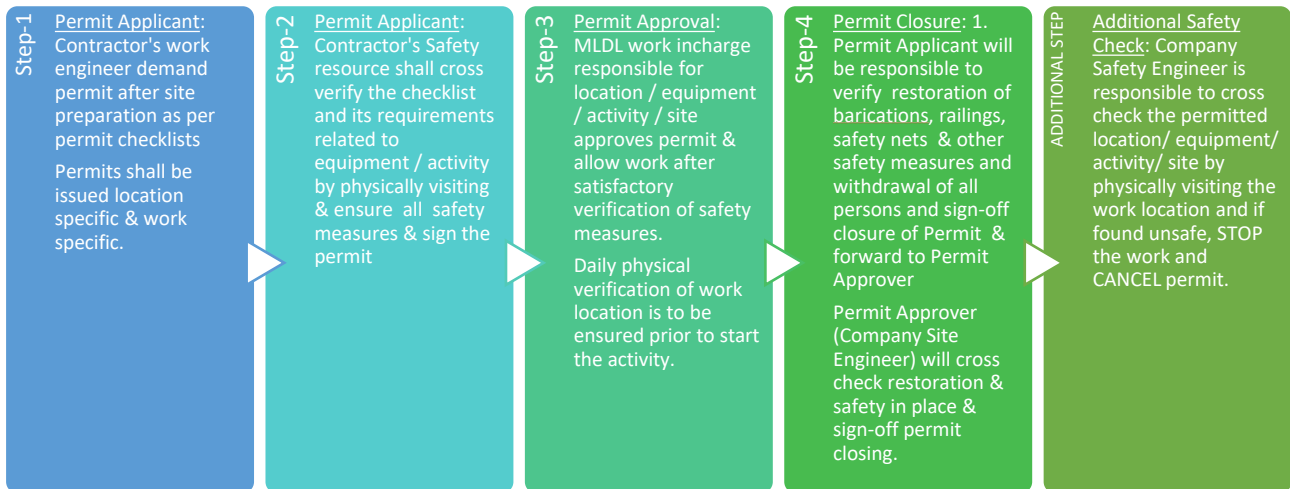 Step-1
Permit Applicant:
Contractor's work
engineer demand
permit after site
preparation as per
permit checklists
Permits shall be
issued location
specific & work
specific.
Step-2
Permit Applicant:
Contractor's Safety
resource shall cross
verify the checklist
and its requirements
related to
equipment / activity
by physically visiting
& ensure all safety
measures & sign the
permit
Step-3
Permit Approval:
MLDL work incharge
responsible for
location / equipment
/ activity / site
approves permit &
allow work after
satisfactory
verification of safety
measures.
Daily physical
verification of work
location is to be
ensured prior to start
the activity.
Step-4
Permit Closure: 1.
Permit Applicant will
be responsible to
verify restoration of
barications, railings,
safety nets & other
safety measures and
withdrawal of all
persons and sign-off
closure of Permit &
forward to Permit
Approver
Permit Approver
(Company Site
Engineer) will cross
check restoration &
safety in place &
sign-off permit
closing.
ADDITIONAL STEP
Additional Safety
Check: Company
Safety Engineer is
responsible to cross
check the permitted
location/ equipment/
activity/ site by
physically visiting the
work location and if
found unsafe, STOP
the work and
CANCEL permit.